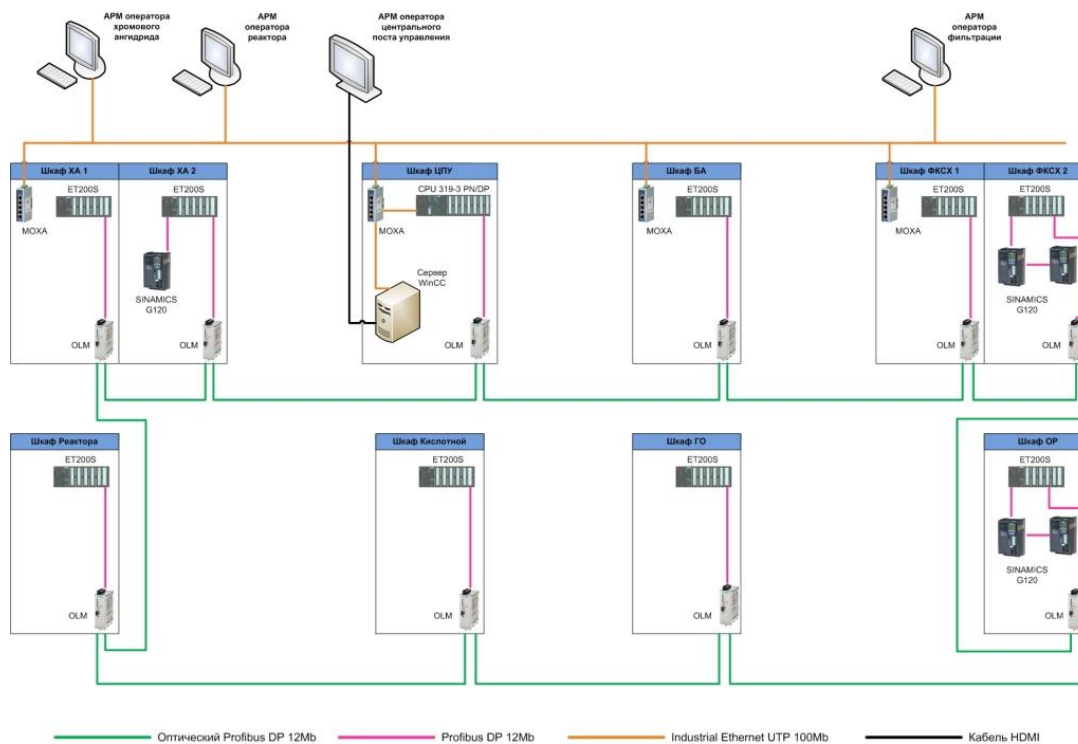 АРМ оператора
хромового
ангидрида
АРМ
оператора
реактора
АРМ оператора
центрального
поста управления
АРМ
оператора
фильтрации
Шкаф ХА 1
Шкаф ХА 2
Шкаф ЦПУ
Шкаф БА
Шкаф ФКСХ 1
Шкаф ФКСХ 2
ET200S
ET200S
CPU 319-3 PN/DP
ET200S
ET200S
ET200S
MOXA
MOXA
MOXA
MOXA
SINAMICS
G120
Сервер
WinCC
SINAMICS
G120
OLM
OLM
OLM
OLM
OLM
OLM
Шкаф Реактора
Шкаф Кислотной
Шкаф ГО
Шкаф ОР
ET200S
ET200S
ET200S
ET200S
SINAMICS
G120
OLM
OLM
OLM
OLM
Оптический Profibus DP 12Mb
Profibus DP 12Mb
Industrial Ethernet UTP 100Mb
Кабель HDMI